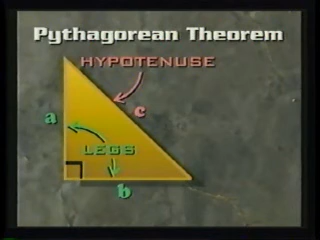 Pythagorean Theorem
HYPOTENUSE
c
a
LEGS
b